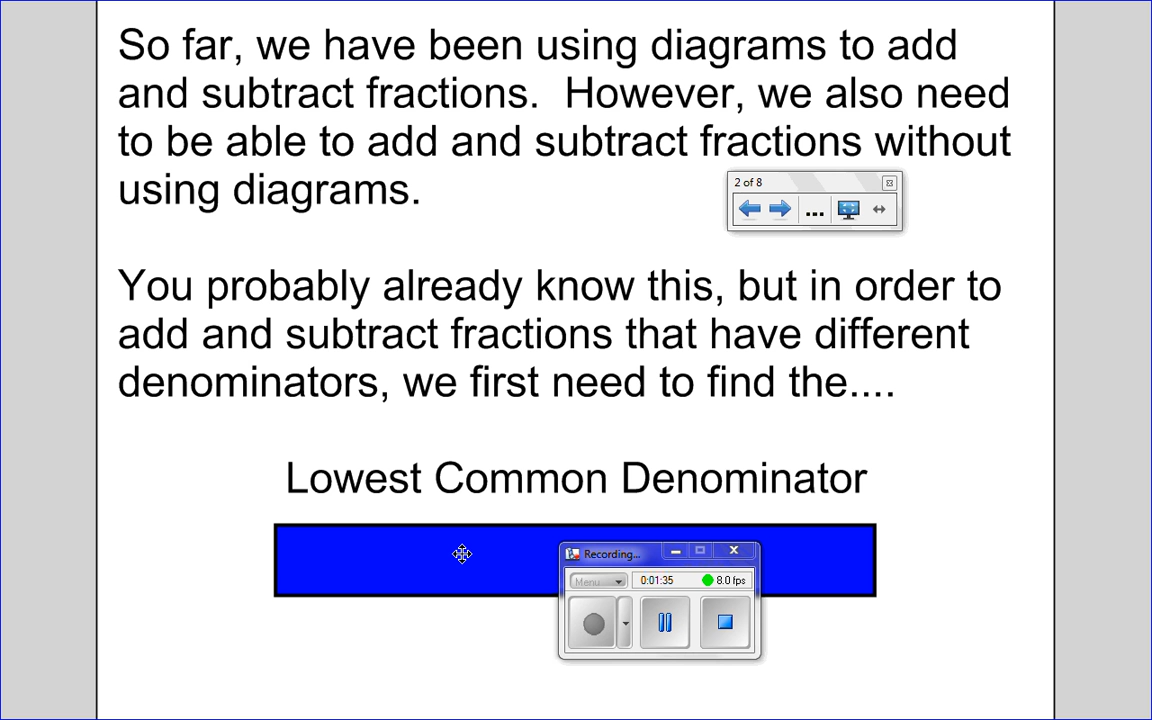 So far, we have been using diagrams to add
and subtract fractions.  However, we also need
to be able to add and subtract fractions without
using diagrams.
2 of 8
...
You probably already know this, but in order to
add and subtract fractions that have different
denominators, we first need to find the....
Lowest Common Denominator
Recording...
Menu
0:01:35
8.0 fps